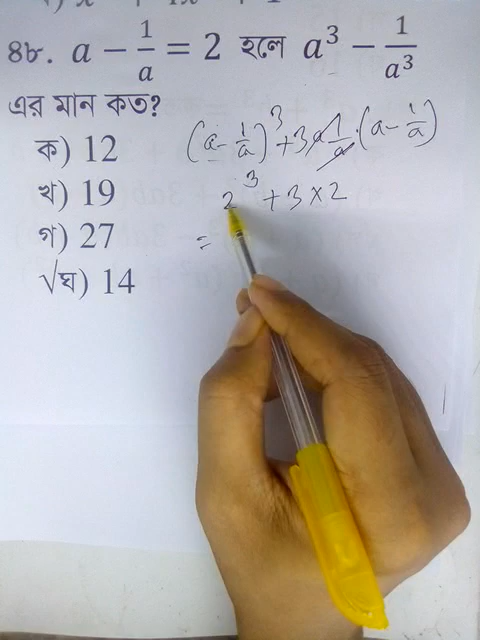 ৪৮. a − 1/a = 2 হলে a³ − 1/a³
এর মান কত?
ক) 12
খ) 19
গ) 27
√ঘ) 14
(a − 1/a)³ + 3·a·1/a·(a − 1/a)
2³ + 3 × 2
=